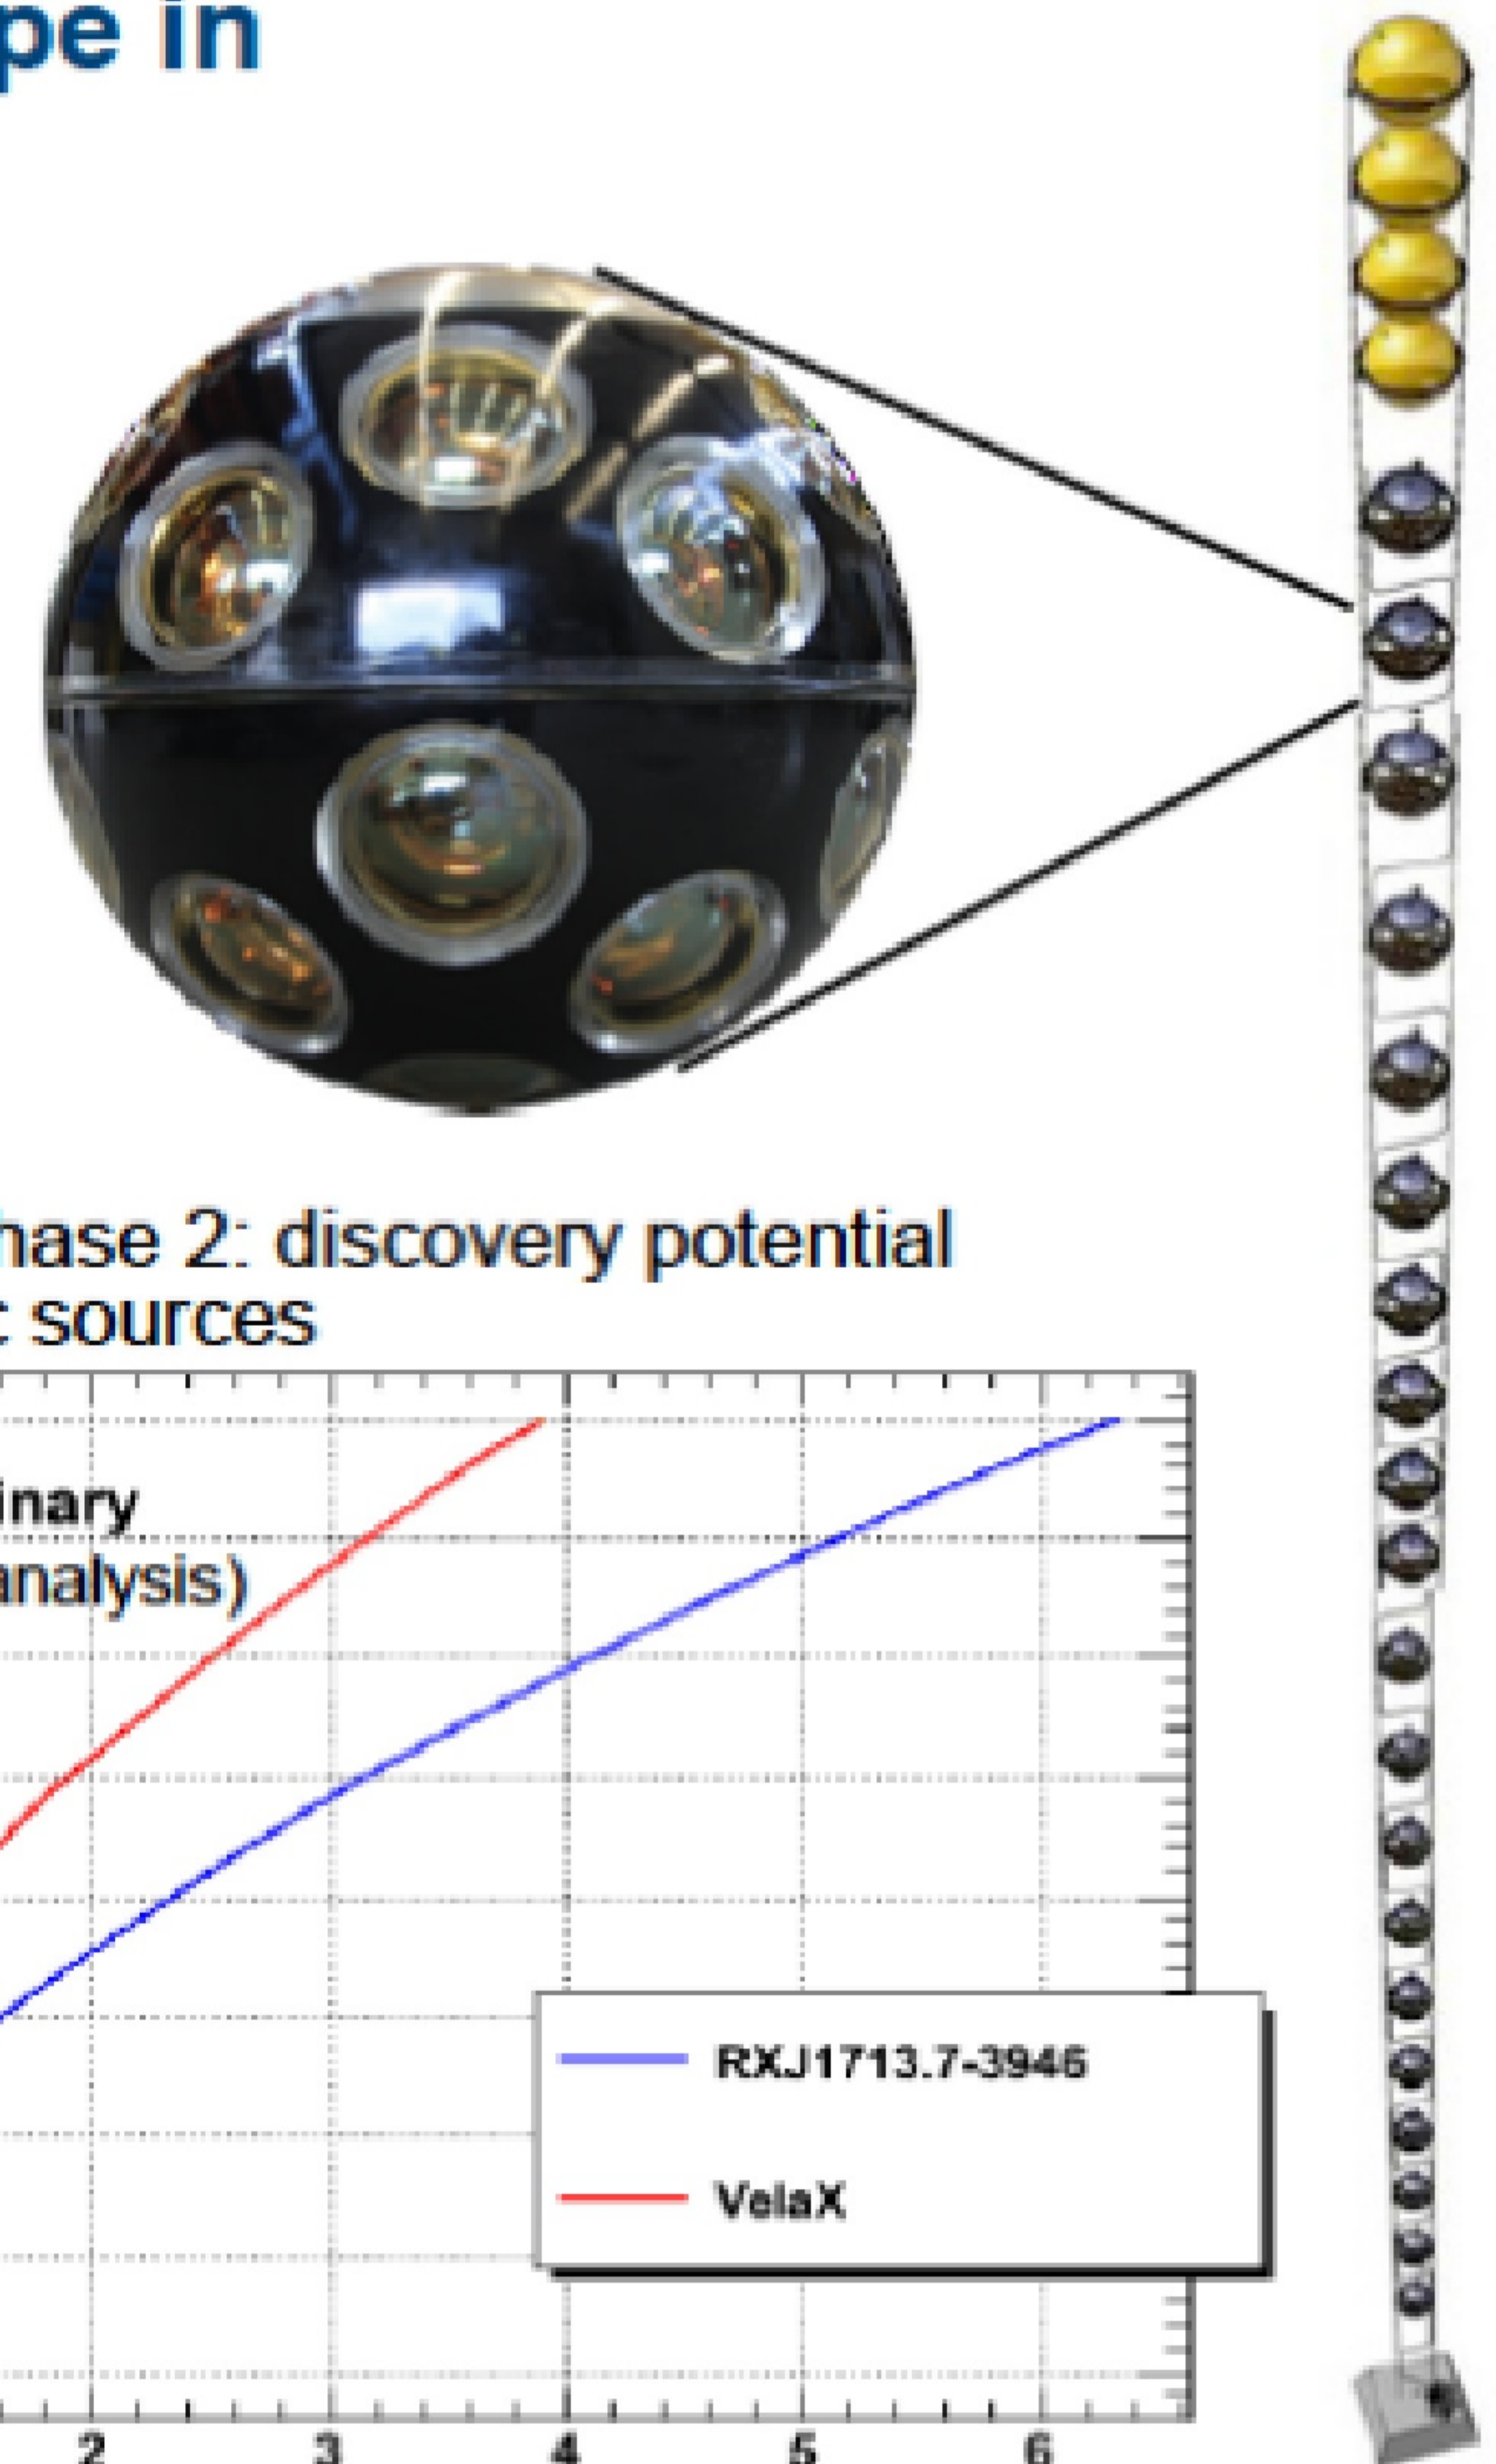 pe in
hase 2: discovery potential
c sources
inary
analysis)
RXJ1713.7-3946
VelaX
2 3 4 5 6